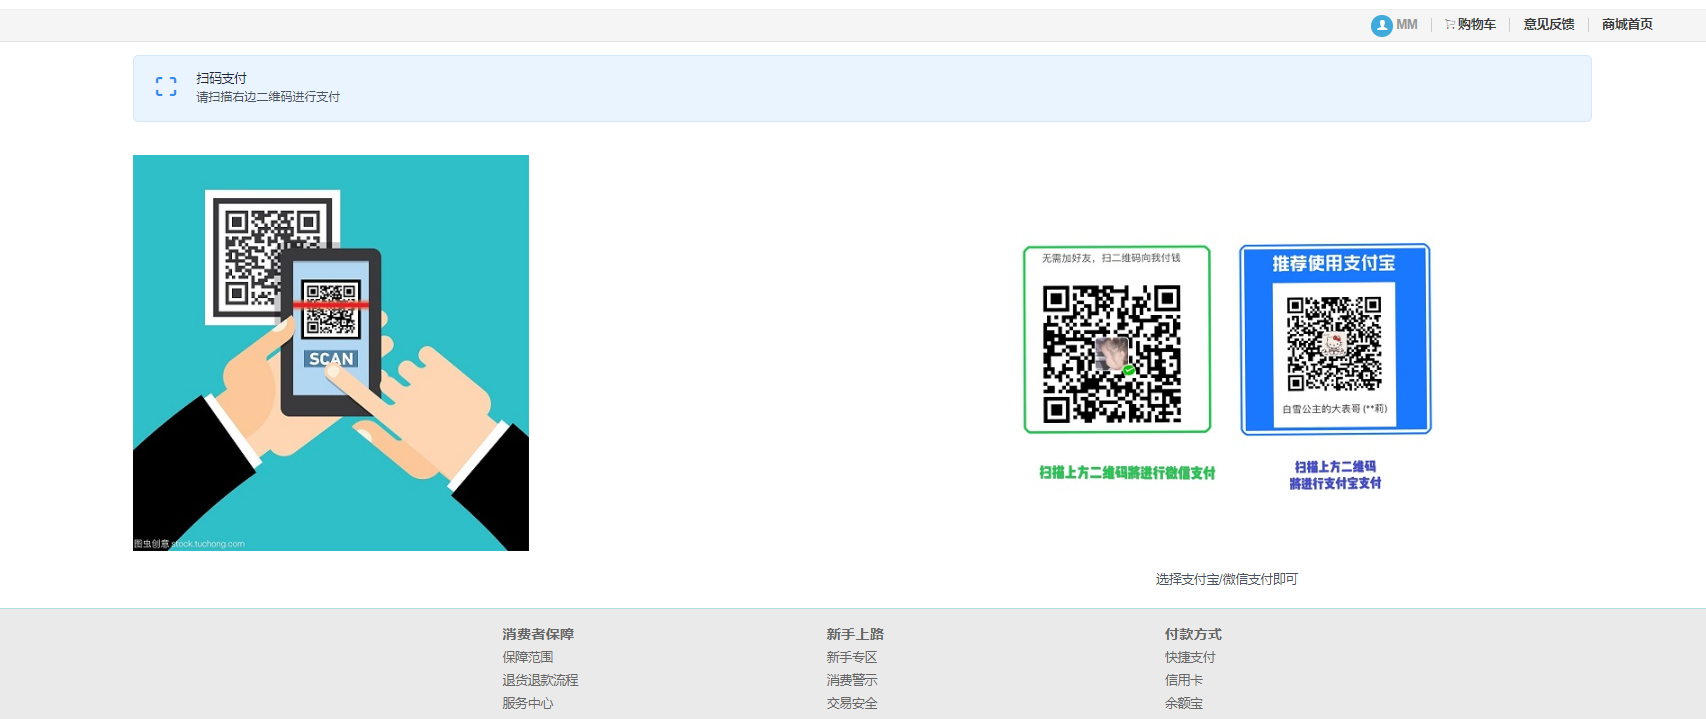 MM
购物车
意见反馈
商城首页
扫码支付
请扫描右边二维码进行支付
SCAN
图虫创意 stock.tuchong.com
无需加好友，扫二维码向我付钱
扫描上方二维码將进行微信支付
推荐使用支付宝
白雪公主的大表哥 (**莉)
扫描上方二维码
將进行支付宝支付
选择支付宝/微信支付即可
消费者保障
保障范围
退货退款流程
服务中心
新手上路
新手专区
消费警示
交易安全
付款方式
快捷支付
信用卡
余额宝